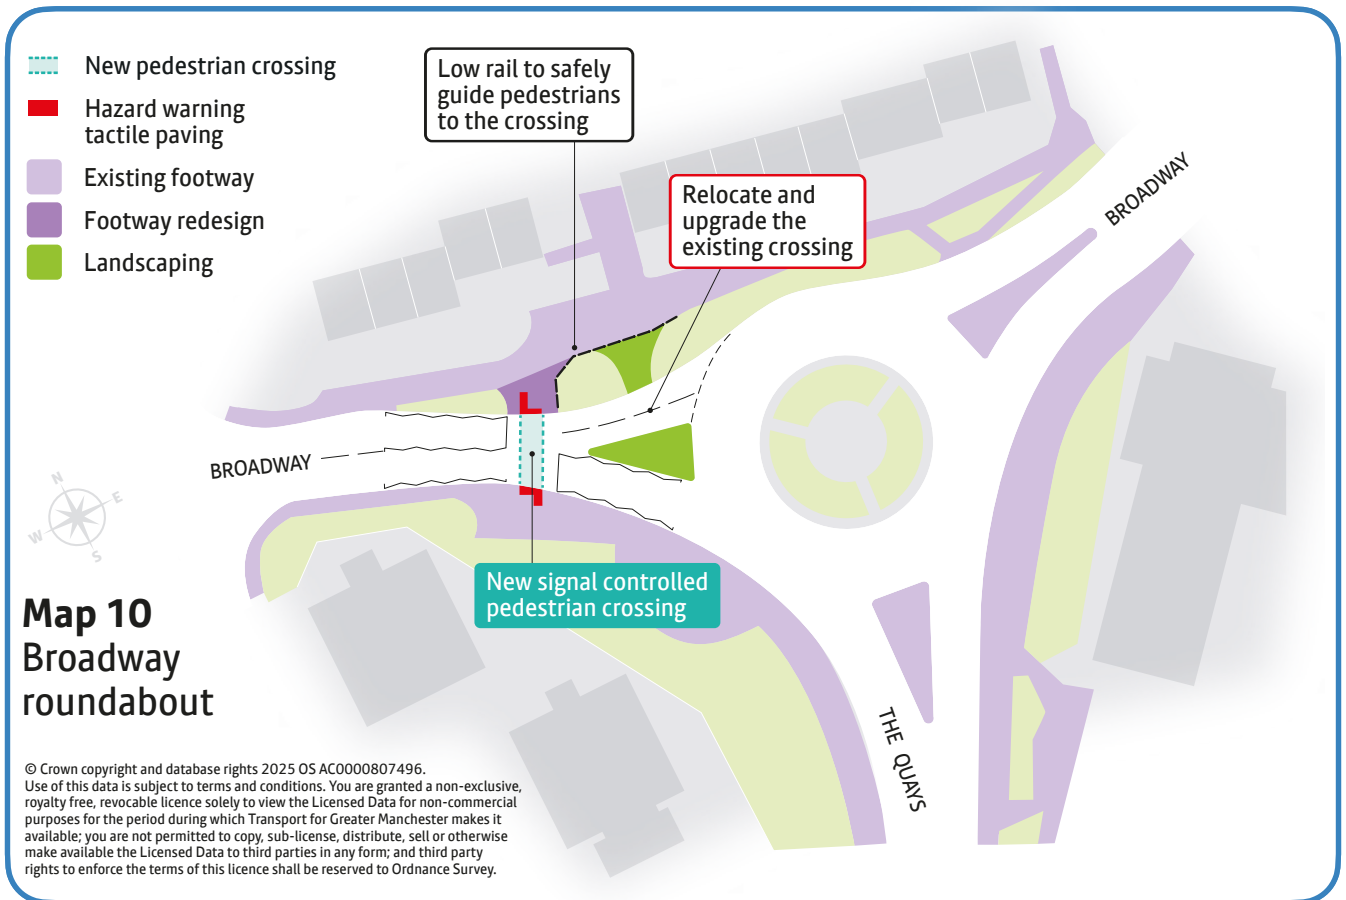 New pedestrian crossing
Hazard warning
tactile paving
Existing footway
Footway redesign
Landscaping
Low rail to safely
guide pedestrians
to the crossing
Relocate and
upgrade the
existing crossing
BROADWAY
BROADWAY
N
E
W
S
New signal controlled
pedestrian crossing
THE QUAYS
Map 10
Broadway
roundabout
© Crown copyright and database rights 2025 OS AC0000807496.
Use of this data is subject to terms and conditions. You are granted a non-exclusive,
royalty free, revocable licence solely to view the Licensed Data for non-commercial
purposes for the period during which Transport for Greater Manchester makes it
available; you are not permitted to copy, sub-license, distribute, sell or otherwise
make available the Licensed Data to third parties in any form; and third party
rights to enforce the terms of this licence shall be reserved to Ordnance Survey.